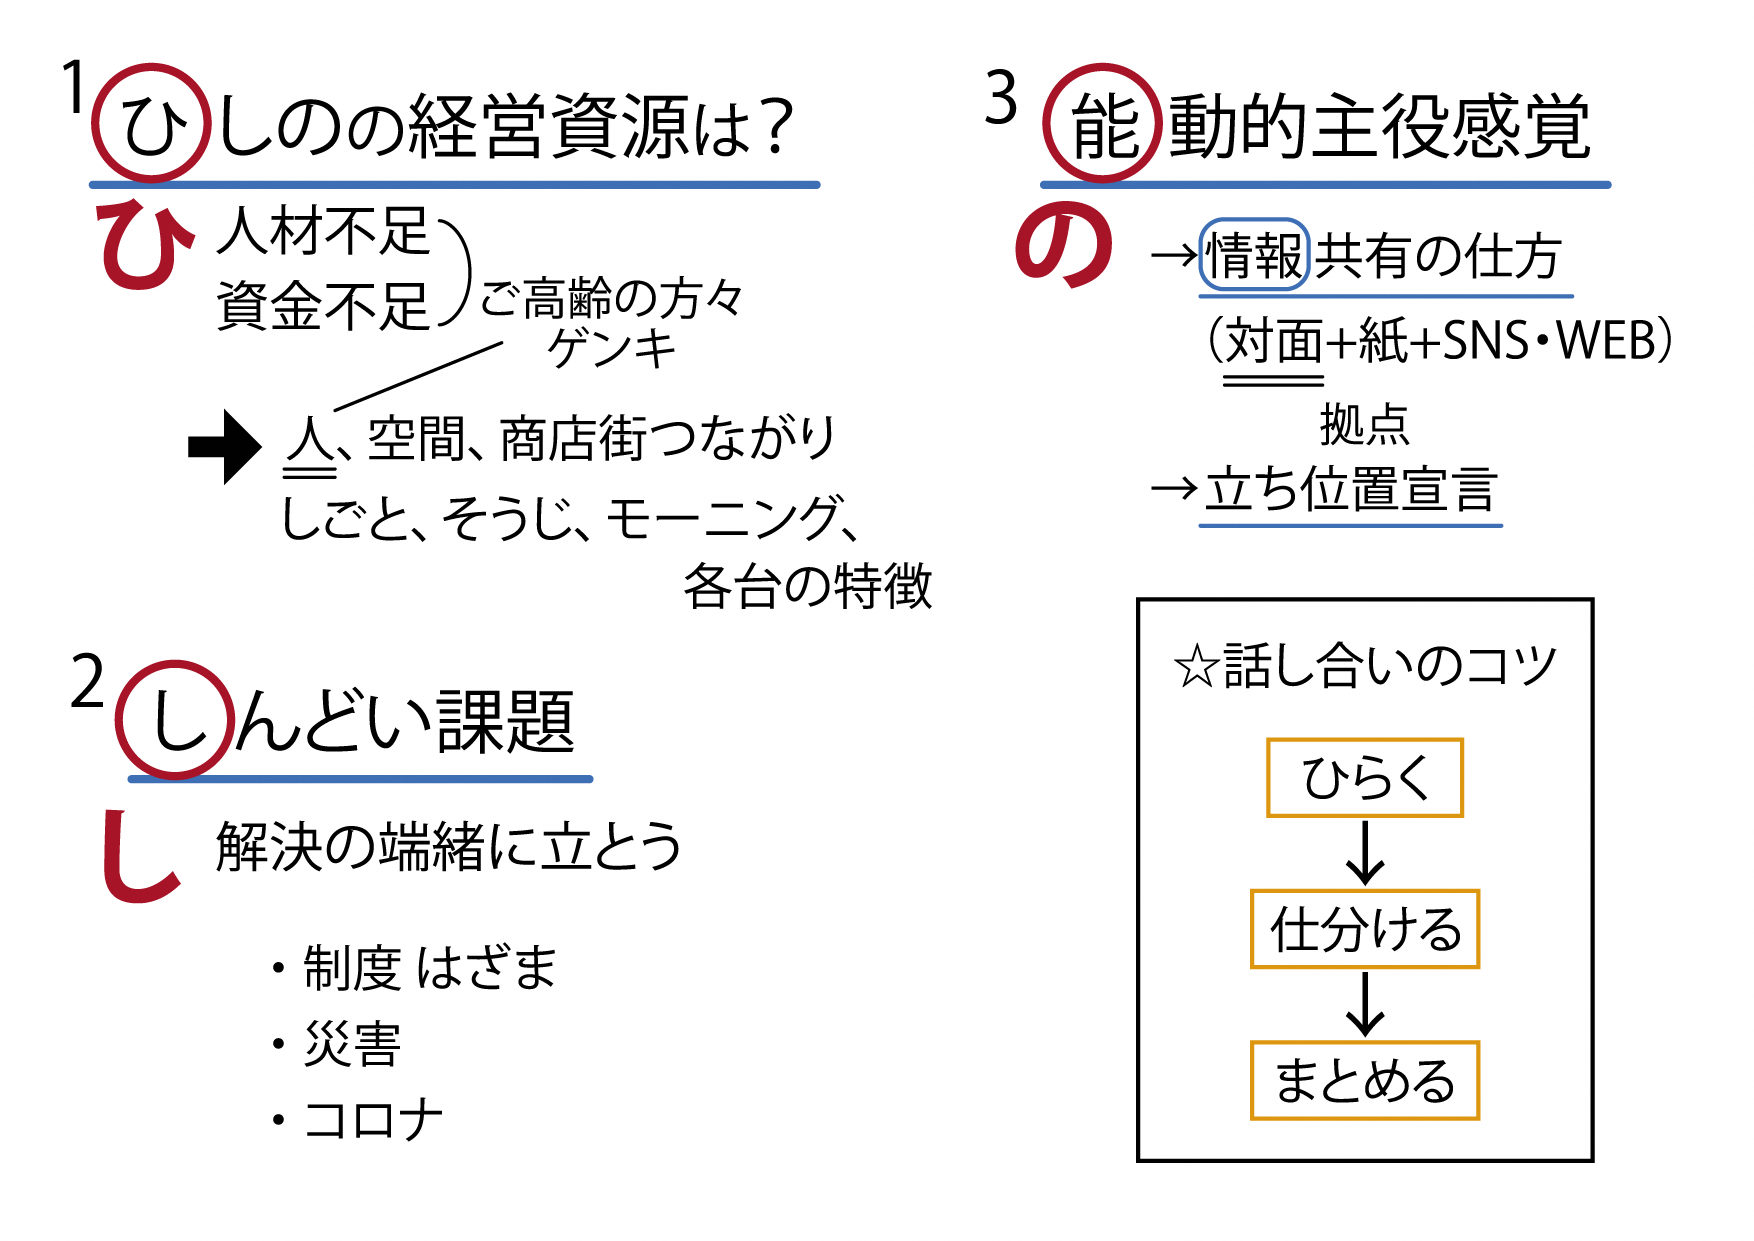 1 ひしのの経営資源は?
ひ
人材不足
資金不足
ご高齢の方々
ゲンキ
人、空間、商店街つながり
しごと、そうじ、モーニング、
各台の特徴
2 しんどい課題
し
解決の端緒に立とう
・制度 はざま
・災害
・コロナ
3 能動的主役感覚
の
→情報共有の仕方
(対面+紙+SNS・WEB)
拠点
→立ち位置宣言
☆話し合いのコツ
ひらく
仕分ける
まとめる